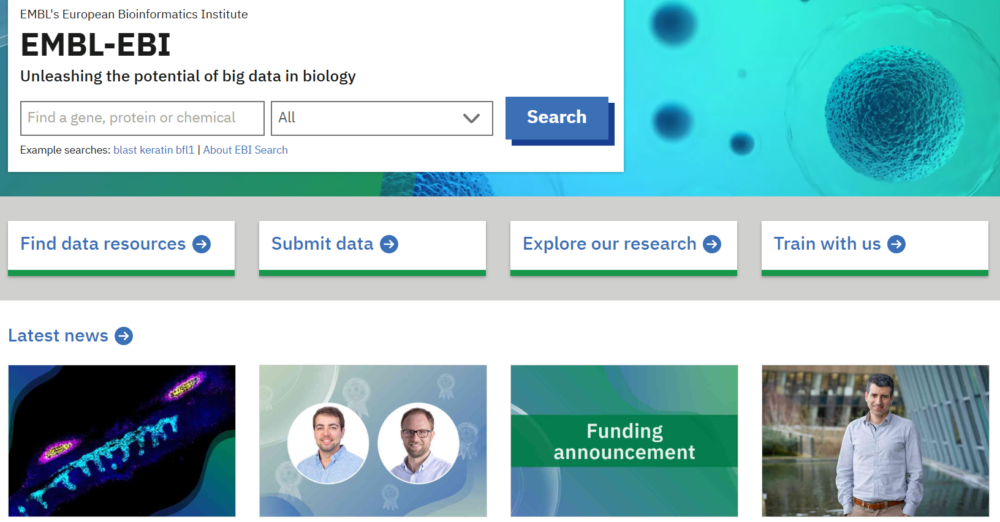 EMBL's European Bioinformatics Institute
EMBL-EBI
Unleashing the potential of big data in biology
Find a gene, protein or chemical
All
Search
Example searches: blast keratin bfl1 | About EBI Search
Find data resources
Submit data
Explore our research
Train with us
Latest news
Funding
announcement